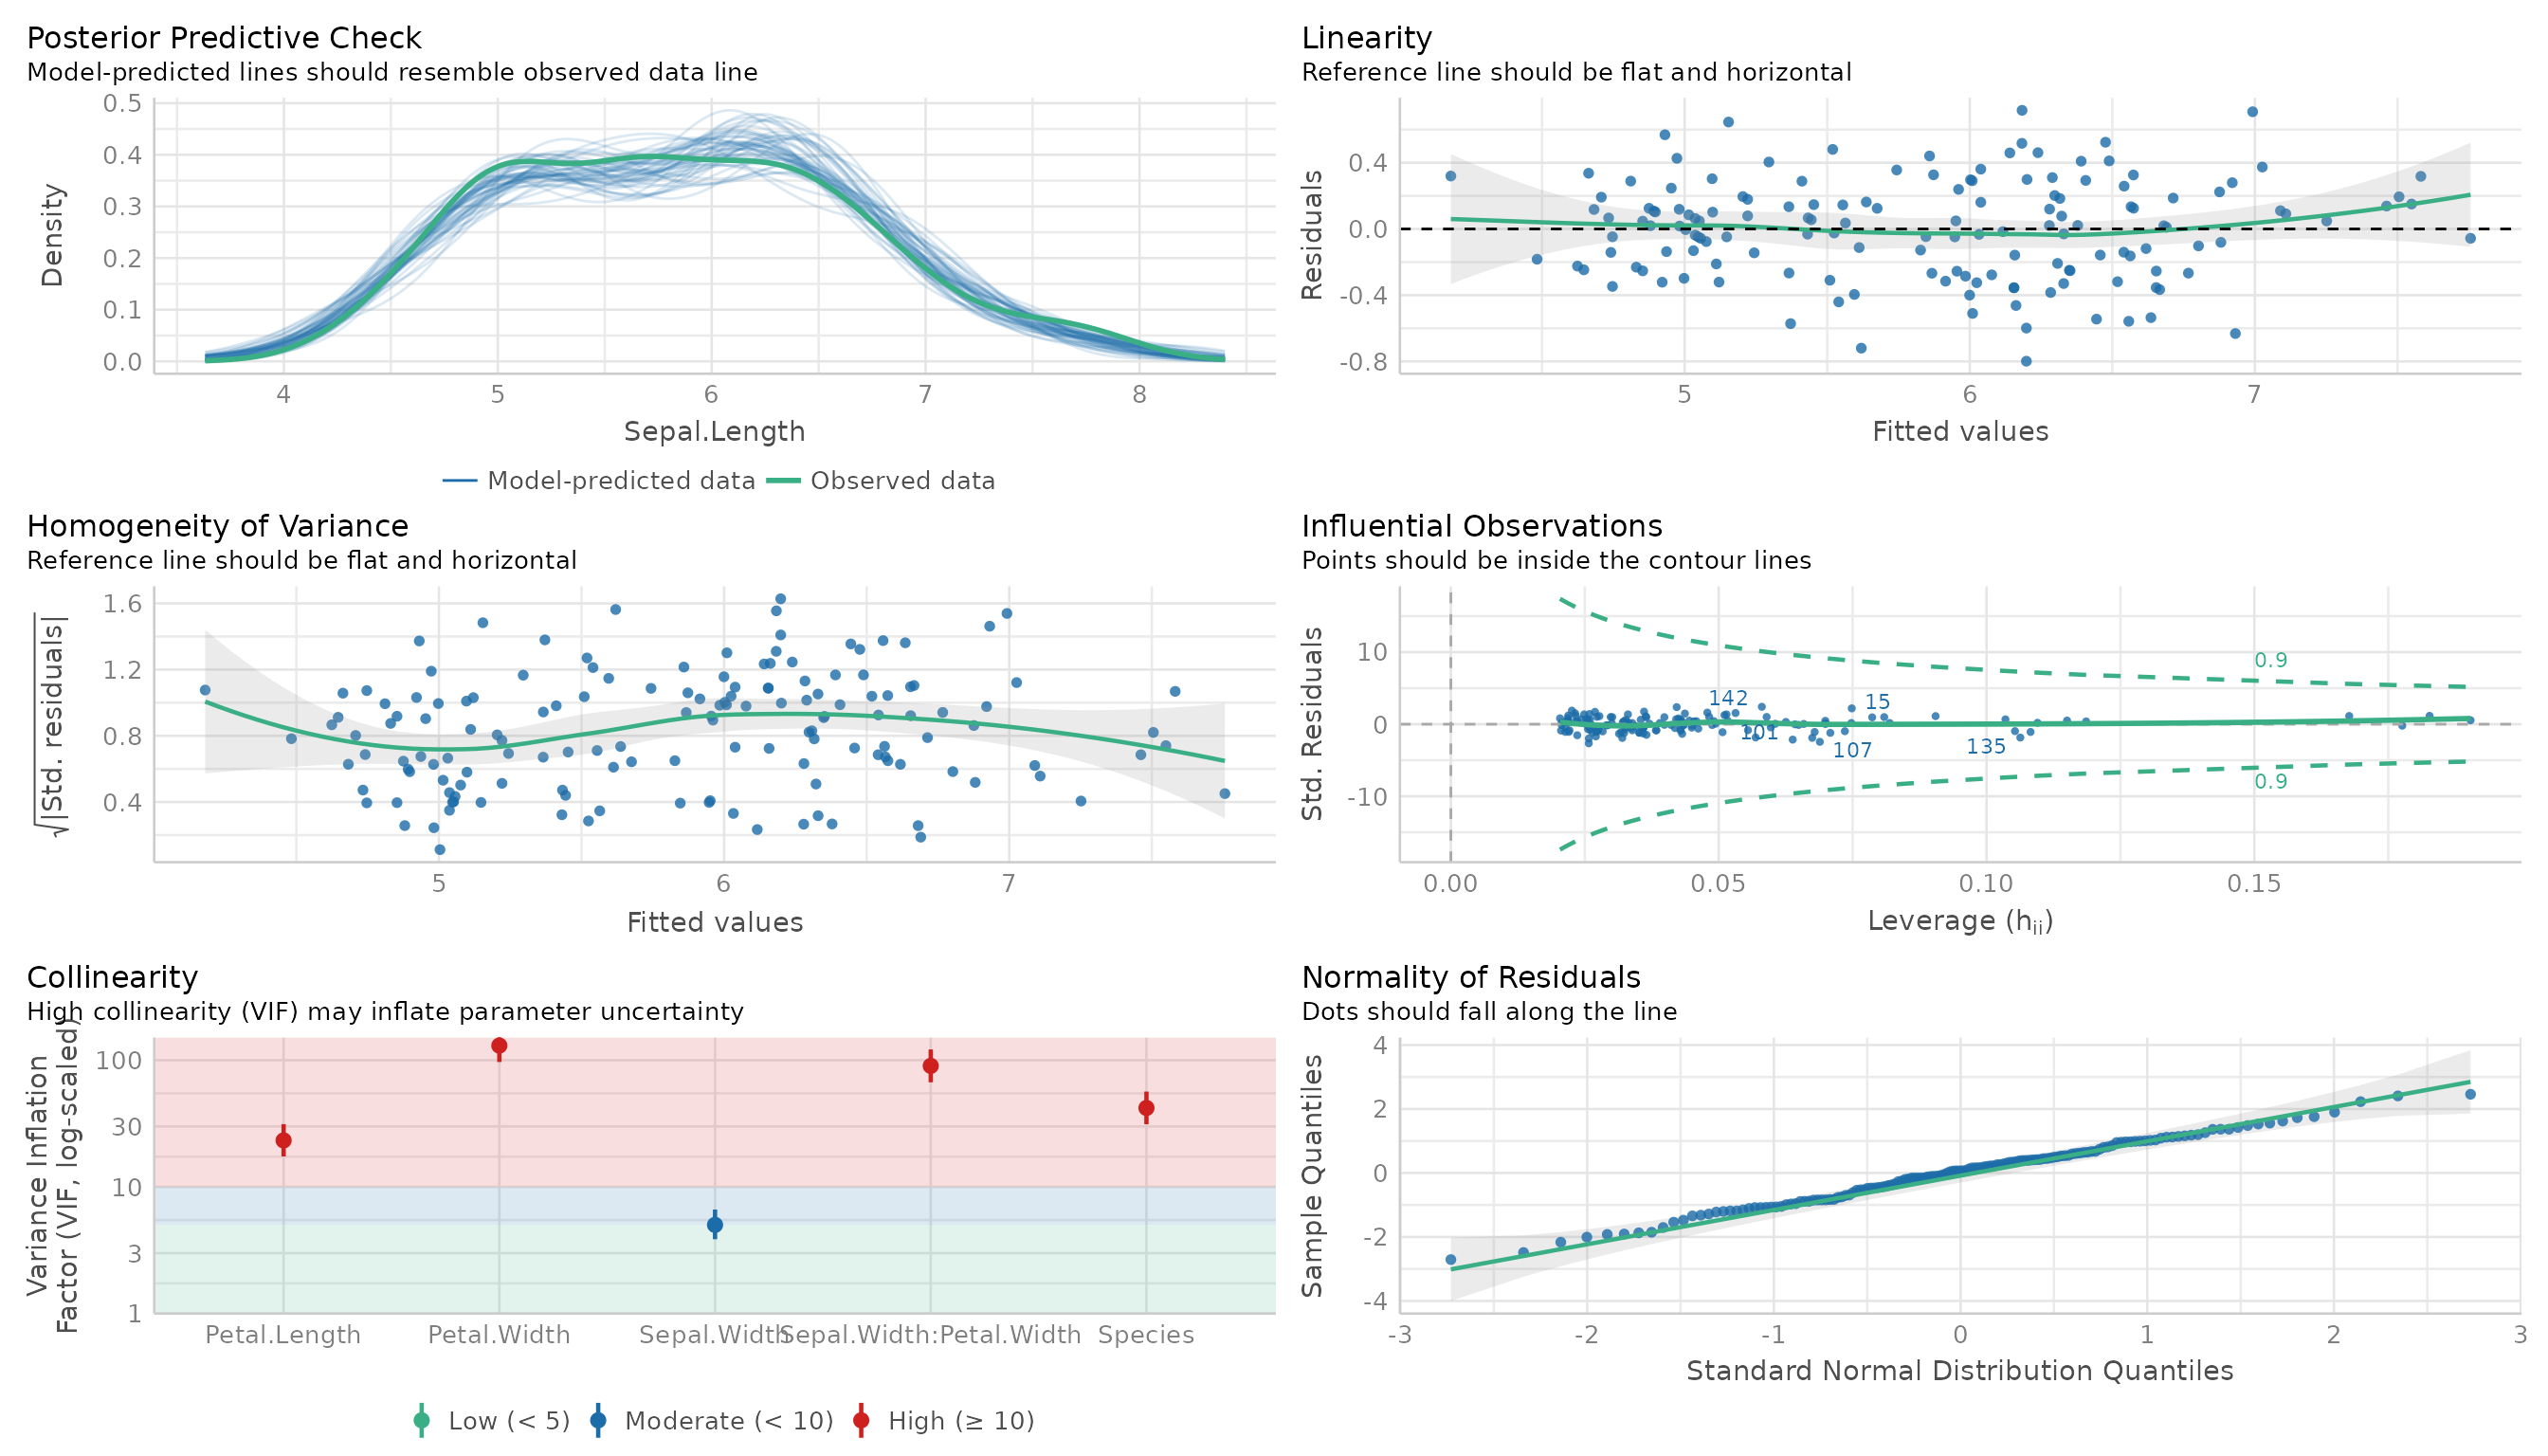 Posterior Predictive Check
Model-predicted lines should resemble observed data line
0.5
0.4
0.3
0.2
0.1
0.0
Density
4 5 6 7 8
Sepal.Length
Model-predicted data Observed data
Linearity
Reference line should be flat and horizontal
0.4
0.0
-0.4
-0.8
Residuals
5 6 7
Fitted values
Homogeneity of Variance
Reference line should be flat and horizontal
1.6
1.2
0.8
0.4
√|Std. residuals|
5 6 7
Fitted values
Influential Observations
Points should be inside the contour lines
10
0
-10
Std. Residuals
0.9
142
15
101
107
135
0.9
0.00 0.05 0.10 0.15
Leverage (hii)
Collinearity
High collinearity (VIF) may inflate parameter uncertainty
Variance Inflation
Factor (VIF, log-scaled)
100
30
10
3
1
Petal.Length Petal.Width Sepal.Width Sepal.Width:Petal.Width Species
Low (< 5) Moderate (< 10) High (≥ 10)
Normality of Residuals
Dots should fall along the line
4
2
0
-2
-4
Sample Quantiles
-3 -2 -1 0 1 2 3
Standard Normal Distribution Quantiles